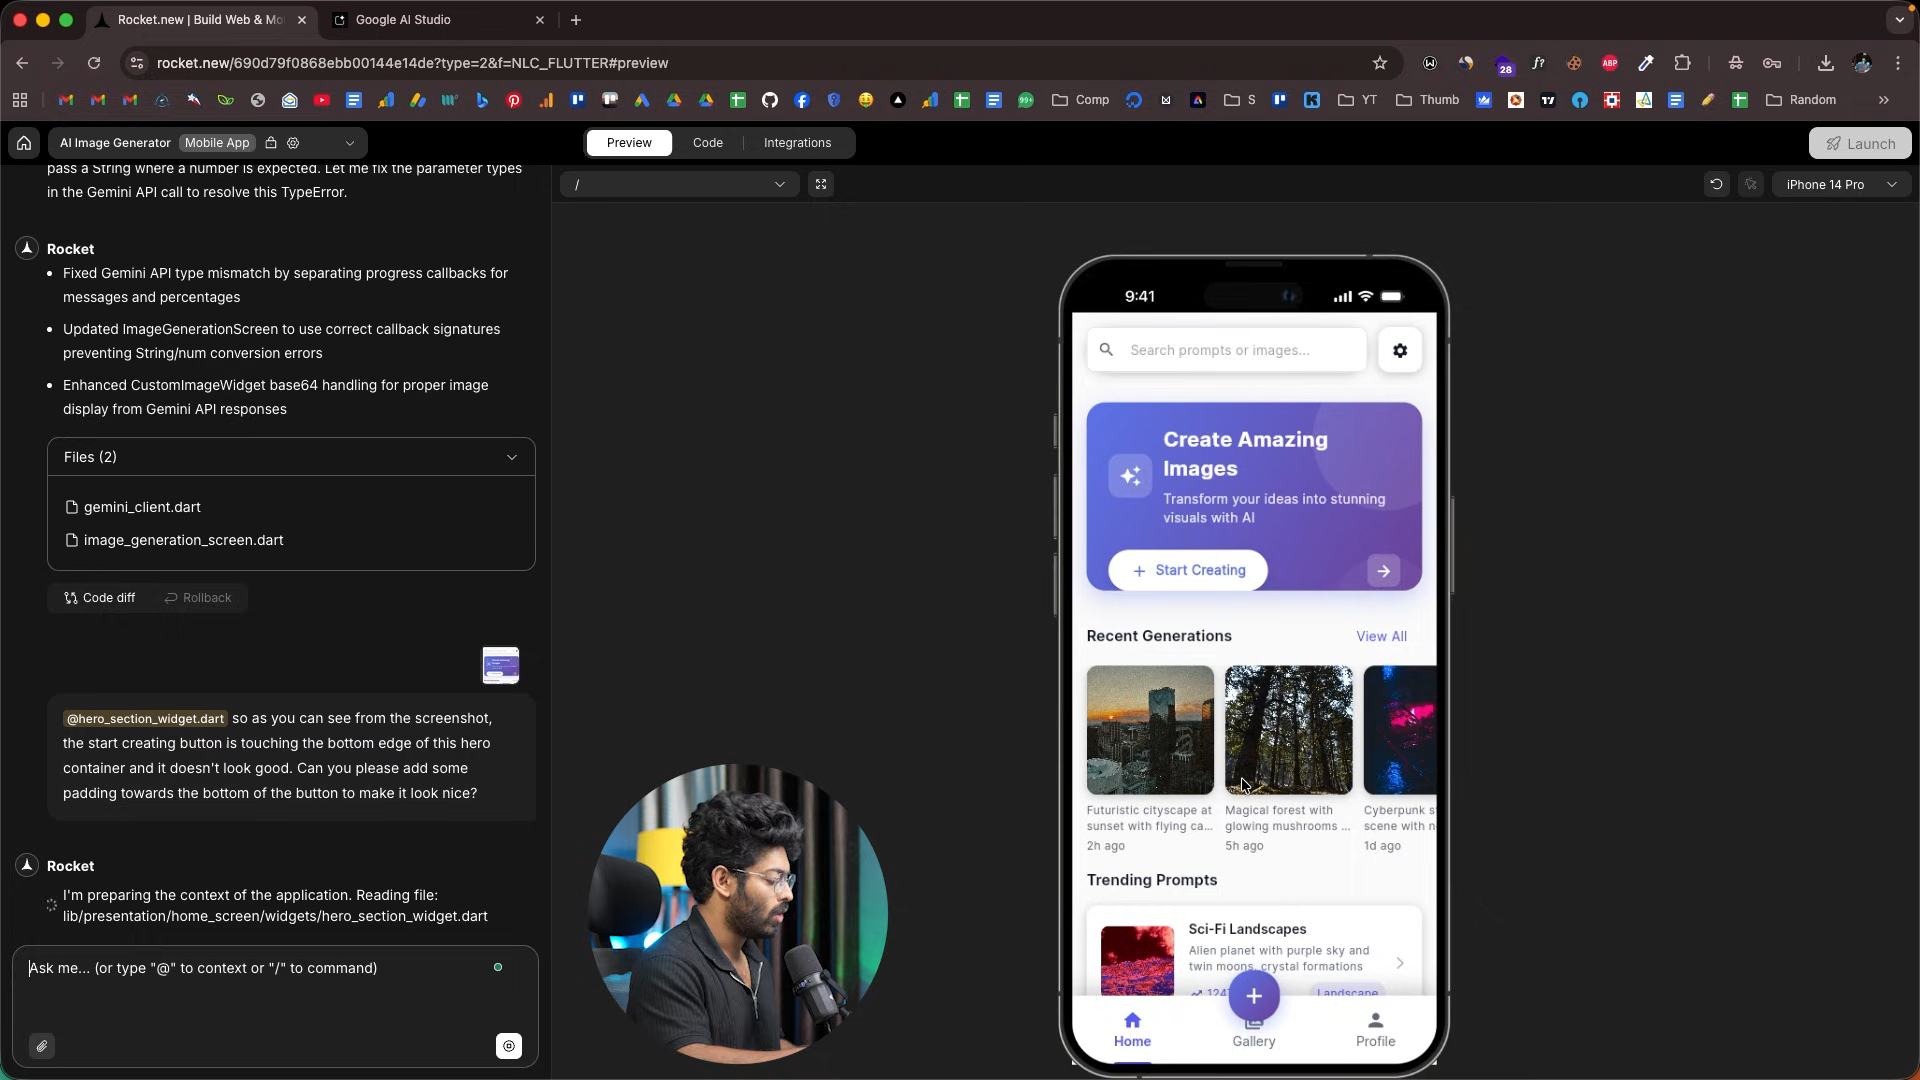 Rocket.new | Build Web & Mo
Google AI Studio
rocket.new/690d79f0868ebb00144e14de?type=2&f=NLC_FLUTTER#preview
28
f?
ABP
99+
Comp
S
YT
Thumb
Random
AI Image Generator
Mobile App
Preview
Code
Integrations
Launch
pass a String where a number is expected. Let me fix the parameter types
in the Gemini API call to resolve this TypeError.
Rocket
Fixed Gemini API type mismatch by separating progress callbacks for
messages and percentages
Updated ImageGenerationScreen to use correct callback signatures
preventing String/num conversion errors
Enhanced CustomImageWidget base64 handling for proper image
display from Gemini API responses
Files (2)
gemini_client.dart
image_generation_screen.dart
Code diff
Rollback
@hero_section_widget.dart so as you can see from the screenshot,
the start creating button is touching the bottom edge of this hero
container and it doesn't look good. Can you please add some
padding towards the bottom of the button to make it look nice?
Rocket
I'm preparing the context of the application. Reading file:
lib/presentation/home_screen/widgets/hero_section_widget.dart
Ask me... (or type "@" to context or "/" to command)
/
iPhone 14 Pro
9:41
Search prompts or images...
Create Amazing
Images
Transform your ideas into stunning
visuals with AI
+ Start Creating
Recent Generations
View All
Futuristic cityscape at
sunset with flying ca...
2h ago
Magical forest with
glowing mushrooms ...
5h ago
Cyberpunk s
scene with n
1d ago
Trending Prompts
Sci-Fi Landscapes
Alien planet with purple sky and
twin moons, crystal formations
124
Landscape
Home
Gallery
Profile